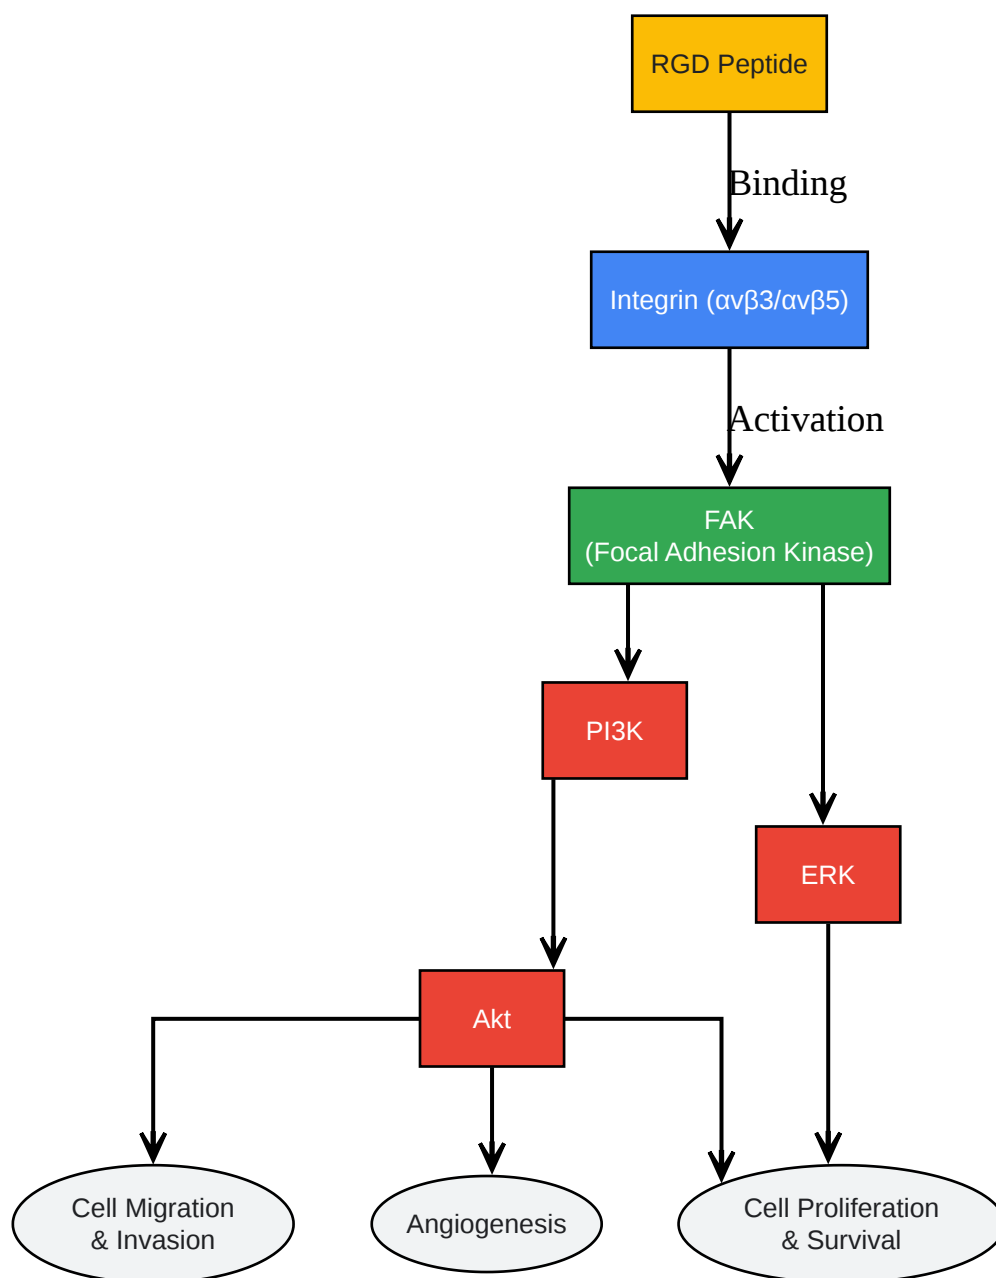 RGD Peptide
Binding
Integrin (αvβ3/αvβ5)
Activation
FAK
(Focal Adhesion Kinase)
PI3K
ERK
Akt
Cell Migration
& Invasion
Angiogenesis
Cell Proliferation
& Survival